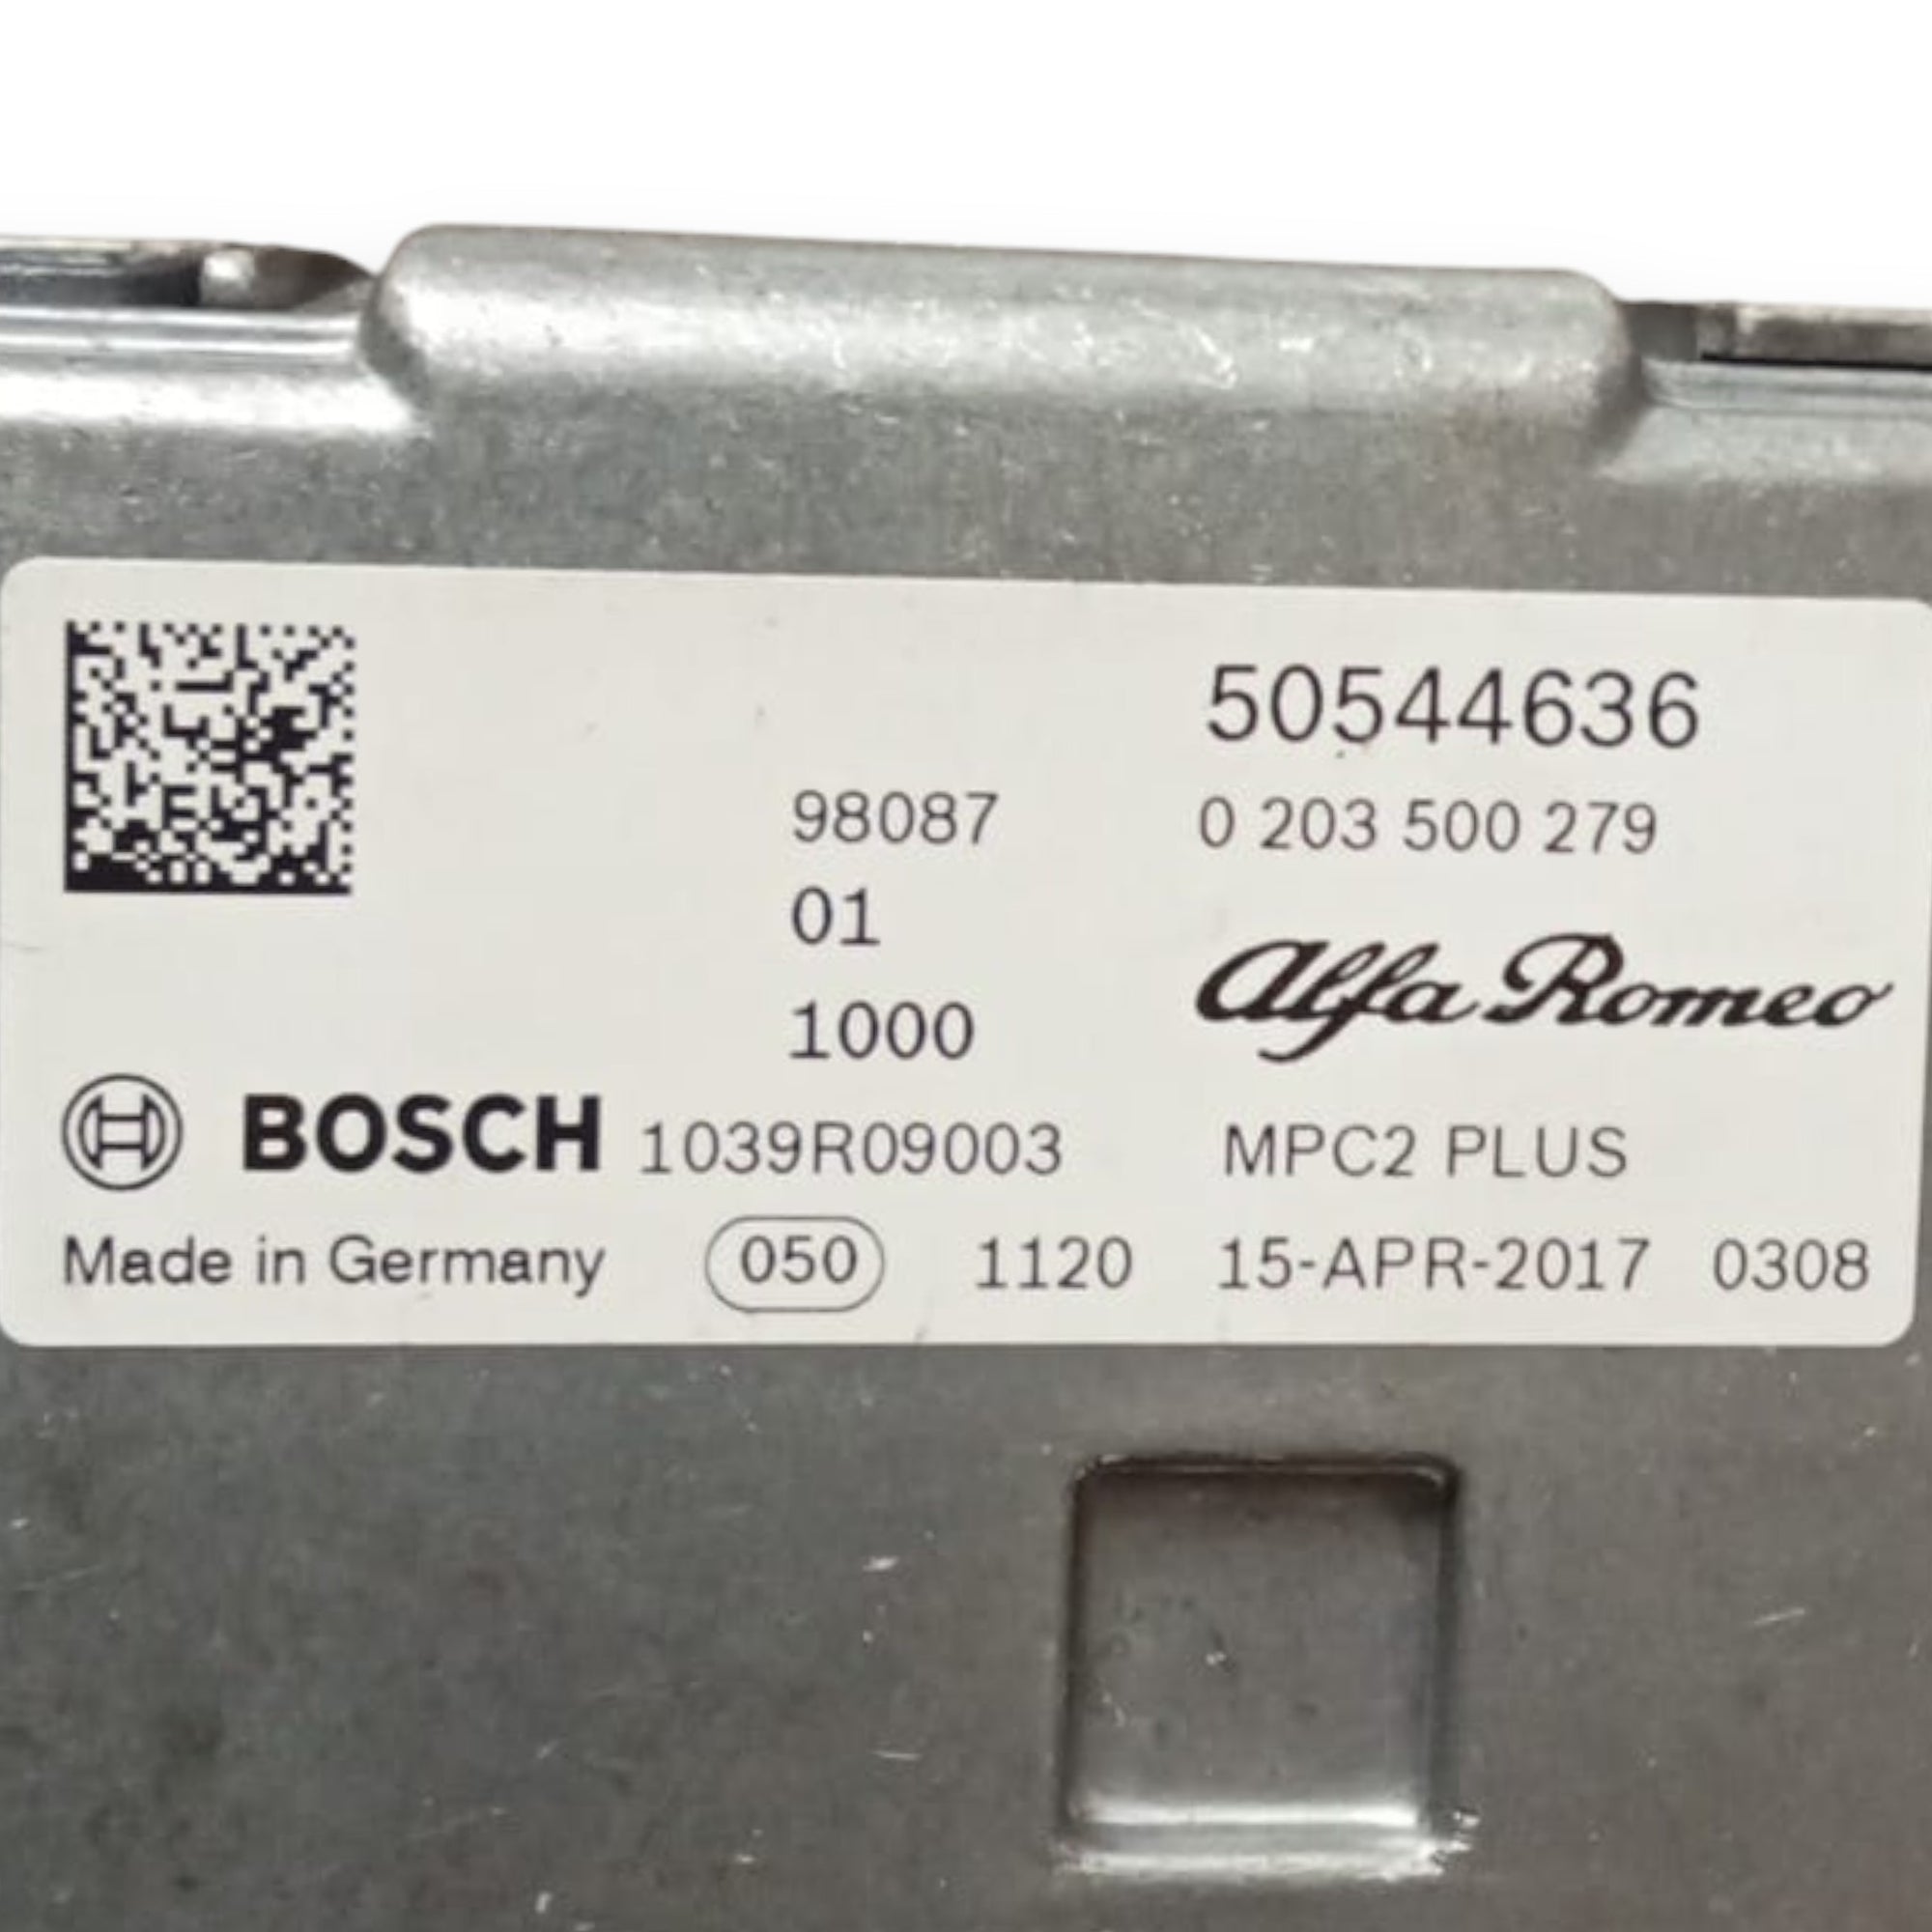 50544636
98087 0 203 500 279
01
Alfa Romeo
1000
BOSCH 1039R09003 MPC2 PLUS
Made in Germany 050 1120 15-APR-2017 0308